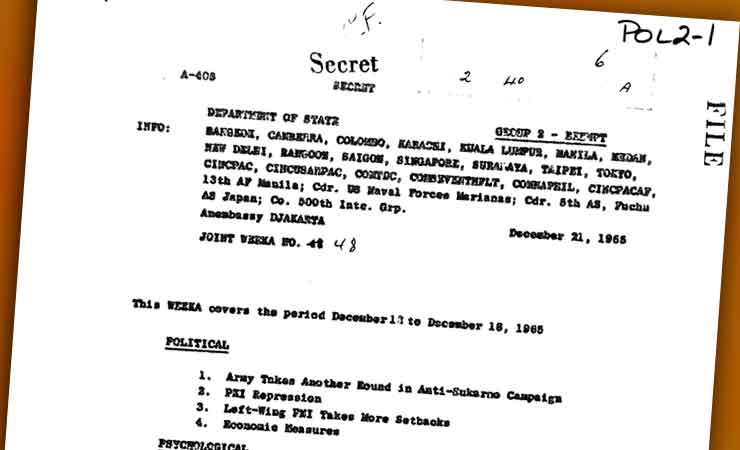 POL2-1
Secret
6
A-403
SECRET
2 40 A
FILE
DEPARTMENT OF STATE
GROUP 2 - EXEMPT
INFO: BANGKOK, CANBERRA, COLOMBO, KARACHI, KUALA LUMPUR, MANILA, MEDAN,
NEW DELHI, RANGOON, SAIGON, SINGAPORE, SURABAYA, TAIPEI, TOKYO,
CINCPAC, CINCUSARPAC, COMSEVENTHFLT, CINCPACAF,
13th AF Manila; Cdr. US Naval Forces Marianas; Cdr. 5th AS, Fuchu
AS Japan; Co. 500th Intc. Grp.
Amembassy DJAKARTA
December 21, 1965
JOINT WEEKA NO. 48
This WEEKA covers the period December to December 18, 1965
POLITICAL
1. Army Takes Another Round in Anti-Sukarno Campaign
2. PKI Repression
3. Left-Wing PNI Takes More Setbacks
4. Economic Measures
PSYCHOLOGICAL